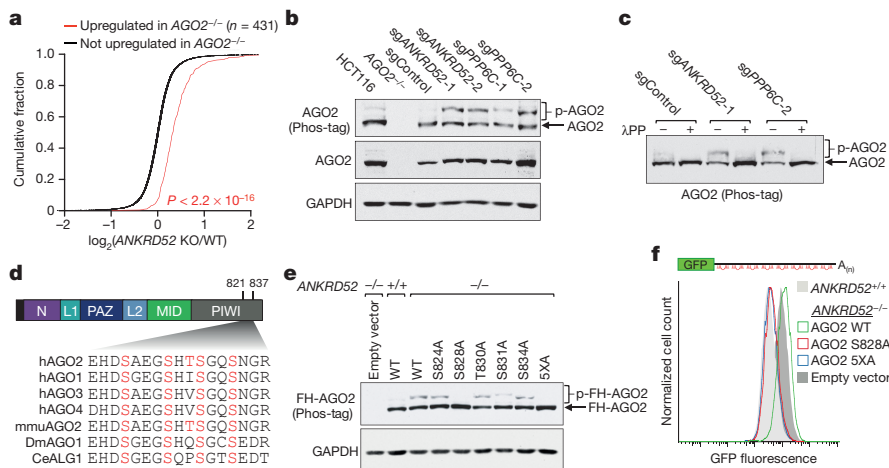 a
Upregulated in AGO2−/− (n = 431)
Not upregulated in AGO2−/−
Cumulative fraction
1.0
0.8
0.6
0.4
0.2
0
P < 2.2 × 10−16
−2 −1 0 1 2
log2(ANKRD52 KO/WT)
b
HCT116
AGO2−/−
sgControl
sgANKRD52-1
sgANKRD52-2
sgPPP6C-1
sgPPP6C-2
AGO2
(Phos-tag)
p-AGO2
AGO2
AGO2
GAPDH
c
sgControl
sgANKRD52-1
sgPPP6C-2
λPP − + − + − +
p-AGO2
AGO2
AGO2 (Phos-tag)
d
821 837
N L1 PAZ L2 MID PIWI
hAGO2 EHDSAEGSHTSGQSNGR
hAGO1 EHDSGEGSHISGQSNGR
hAGO3 EHDSAEGSHVSGQSNGR
hAGO4 DHDSAEGSHVSGQSNGR
mmuAGO2 EHDSAEGSHTSGQSNGR
DmAGO1 EHDSGEGSHQSGCSEDR
CeALG1 EHDSGEGSQPSGTSEDT
e
ANKRD52 −/− +/+ −/−
Empty vector
WT
WT
S824A
S828A
T830A
S831A
S834A
5XA
FH-AGO2
(Phos-tag)
p-FH-AGO2
FH-AGO2
GAPDH
f
GFP A(n)
ANKRD52+/+
ANKRD52−/−
AGO2 WT
AGO2 S828A
AGO2 5XA
Empty vector
Normalized cell count
GFP fluorescence